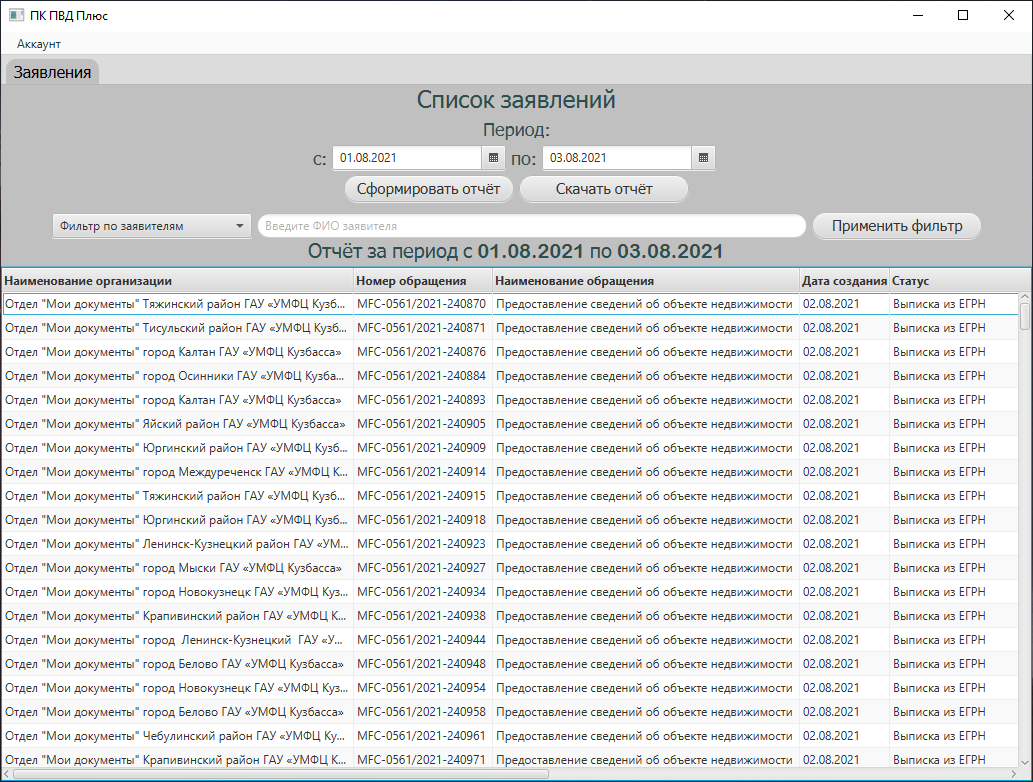 ПК ПВД Плюс
Аккаунт
Заявления
Список заявлений
Период:
с: 01.08.2021 по: 03.08.2021
Сформировать отчёт Скачать отчёт
Фильтр по заявителям Введите ФИО заявителя Применить фильтр
Отчёт за период с 01.08.2021 по 03.08.2021
Наименование организации Номер обращения Наименование обращения Дата создания Статус
Отдел "Мои документы" Тяжинский район ГАУ «УМФЦ Кузб... MFC-0561/2021-240870 Предоставление сведений об объекте недвижимости 02.08.2021 Выписка из ЕГРН
Отдел "Мои документы" Тисульский район ГАУ «УМФЦ Кузб... MFC-0561/2021-240871 Предоставление сведений об объекте недвижимости 02.08.2021 Выписка из ЕГРН
Отдел "Мои документы" город Калтан ГАУ «УМФЦ Кузбасса» MFC-0561/2021-240876 Предоставление сведений об объекте недвижимости 02.08.2021 Выписка из ЕГРН
Отдел "Мои документы" город Осинники ГАУ «УМФЦ Кузба... MFC-0561/2021-240884 Предоставление сведений об объекте недвижимости 02.08.2021 Выписка из ЕГРН
Отдел "Мои документы" город Калтан ГАУ «УМФЦ Кузбасса» MFC-0561/2021-240893 Предоставление сведений об объекте недвижимости 02.08.2021 Выписка из ЕГРН
Отдел "Мои документы" Яйский район ГАУ «УМФЦ Кузбасса» MFC-0561/2021-240905 Предоставление сведений об объекте недвижимости 02.08.2021 Выписка из ЕГРН
Отдел "Мои документы" Юргинский район ГАУ «УМФЦ Кузб... MFC-0561/2021-240909 Предоставление сведений об объекте недвижимости 02.08.2021 Выписка из ЕГРН
Отдел "Мои документы" город Междуреченск ГАУ «УМФЦ К... MFC-0561/2021-240914 Предоставление сведений об объекте недвижимости 02.08.2021 Выписка из ЕГРН
Отдел "Мои документы" Тяжинский район ГАУ «УМФЦ Кузб... MFC-0561/2021-240915 Предоставление сведений об объекте недвижимости 02.08.2021 Выписка из ЕГРН
Отдел "Мои документы" Юргинский район ГАУ «УМФЦ Кузб... MFC-0561/2021-240918 Предоставление сведений об объекте недвижимости 02.08.2021 Выписка из ЕГРН
Отдел "Мои документы" Ленинск-Кузнецкий район ГАУ «УМ... MFC-0561/2021-240923 Предоставление сведений об объекте недвижимости 02.08.2021 Выписка из ЕГРН
Отдел "Мои документы" город Мыски ГАУ «УМФЦ Кузбасса» MFC-0561/2021-240927 Предоставление сведений об объекте недвижимости 02.08.2021 Выписка из ЕГРН
Отдел "Мои документы" город Новокузнецк ГАУ «УМФЦ Куз... MFC-0561/2021-240934 Предоставление сведений об объекте недвижимости 02.08.2021 Выписка из ЕГРН
Отдел "Мои документы" Крапивинский район ГАУ «УМФЦ К... MFC-0561/2021-240938 Предоставление сведений об объекте недвижимости 02.08.2021 Выписка из ЕГРН
Отдел "Мои документы" город Ленинск-Кузнецкий ГАУ «У... MFC-0561/2021-240944 Предоставление сведений об объекте недвижимости 02.08.2021 Выписка из ЕГРН
Отдел "Мои документы" город Белово ГАУ «УМФЦ Кузбасса» MFC-0561/2021-240948 Предоставление сведений об объекте недвижимости 02.08.2021 Выписка из ЕГРН
Отдел "Мои документы" город Новокузнецк ГАУ «УМФЦ Куз... MFC-0561/2021-240954 Предоставление сведений об объекте недвижимости 02.08.2021 Выписка из ЕГРН
Отдел "Мои документы" город Белово ГАУ «УМФЦ Кузбасса» MFC-0561/2021-240958 Предоставление сведений об объекте недвижимости 02.08.2021 Выписка из ЕГРН
Отдел "Мои документы" Чебулинский район ГАУ «УМФЦ Ку... MFC-0561/2021-240961 Предоставление сведений об объекте недвижимости 02.08.2021 Выписка из ЕГРН
Отдел "Мои документы" Крапивинский район ГАУ «УМФЦ К... MFC-0561/2021-240971 Предоставление сведений об объекте недвижимости 02.08.2021 Выписка из ЕГРН